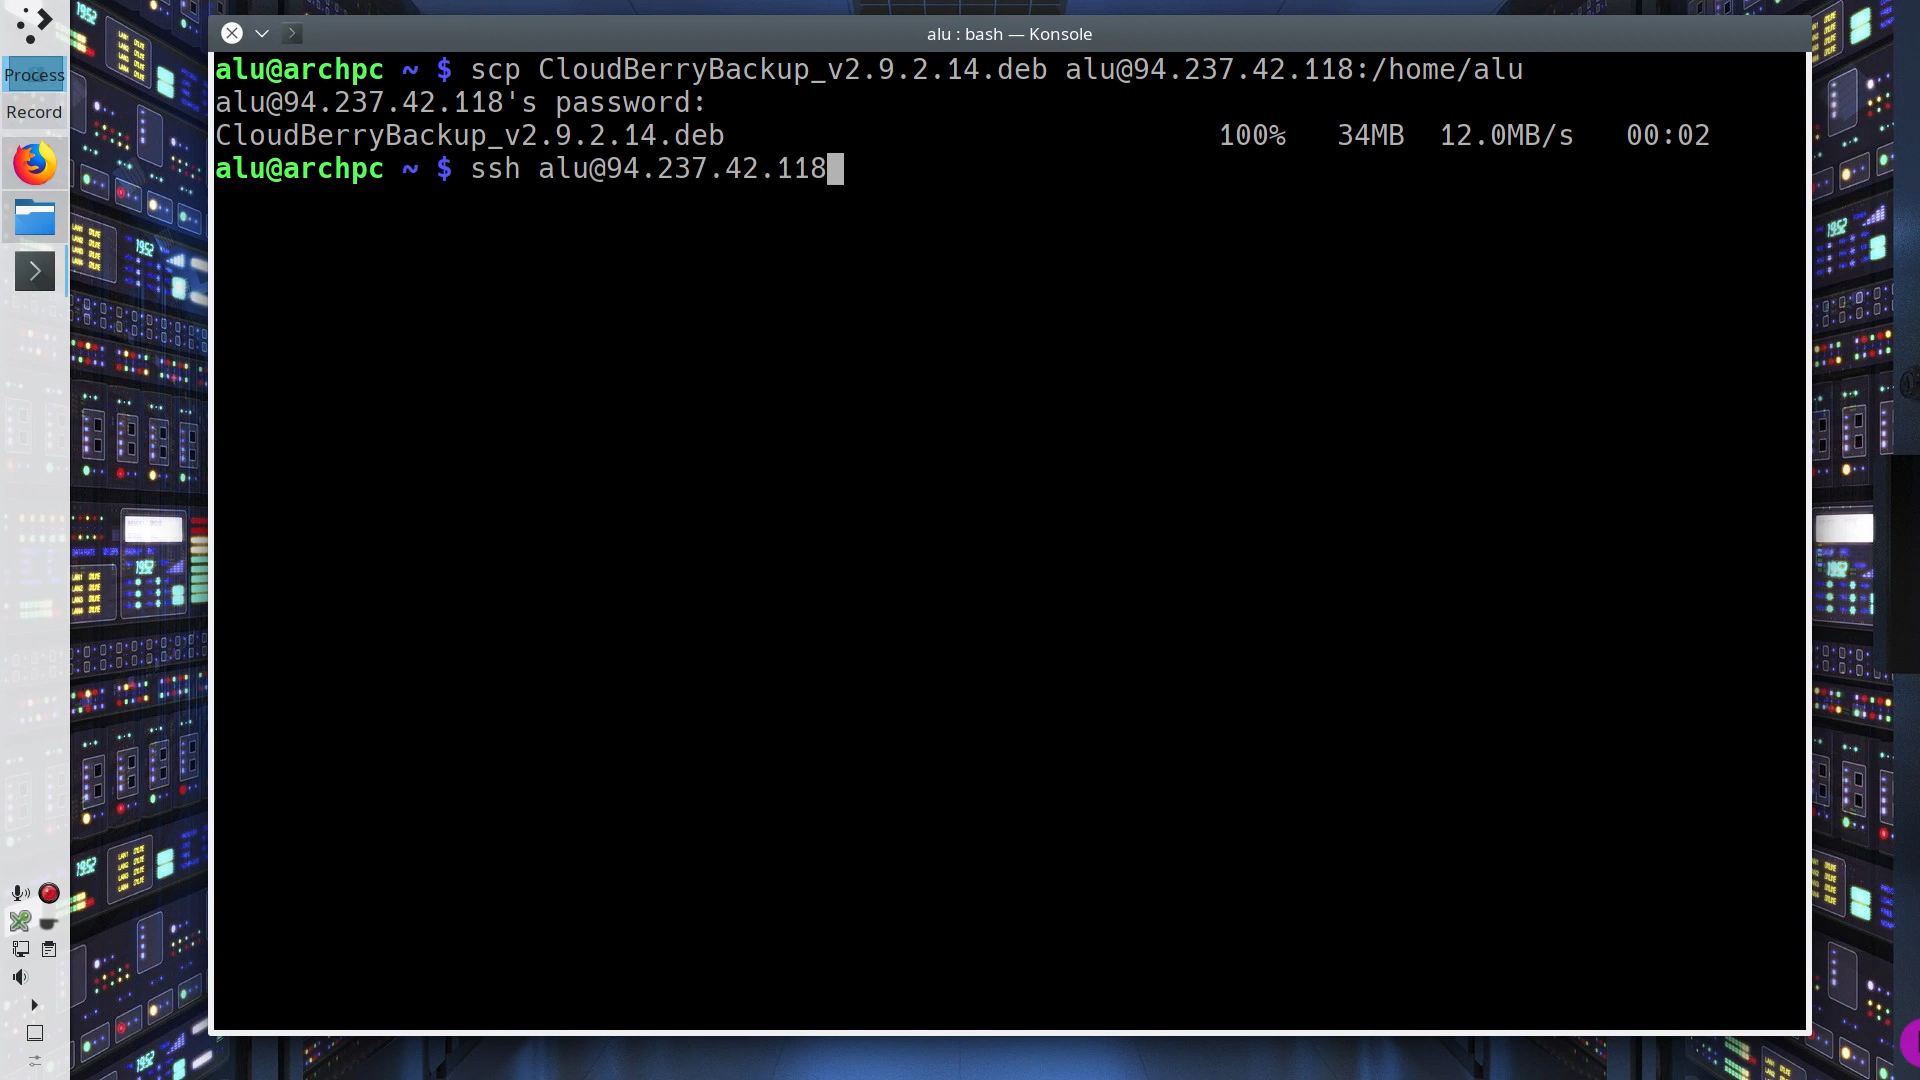 alu : bash — Konsole
Process
Record
alu@archpc ~ $ scp CloudBerryBackup_v2.9.2.14.deb alu@94.237.42.118:/home/alu
alu@94.237.42.118's password:
CloudBerryBackup_v2.9.2.14.deb 100% 34MB 12.0MB/s 00:02
alu@archpc ~ $ ssh alu@94.237.42.118